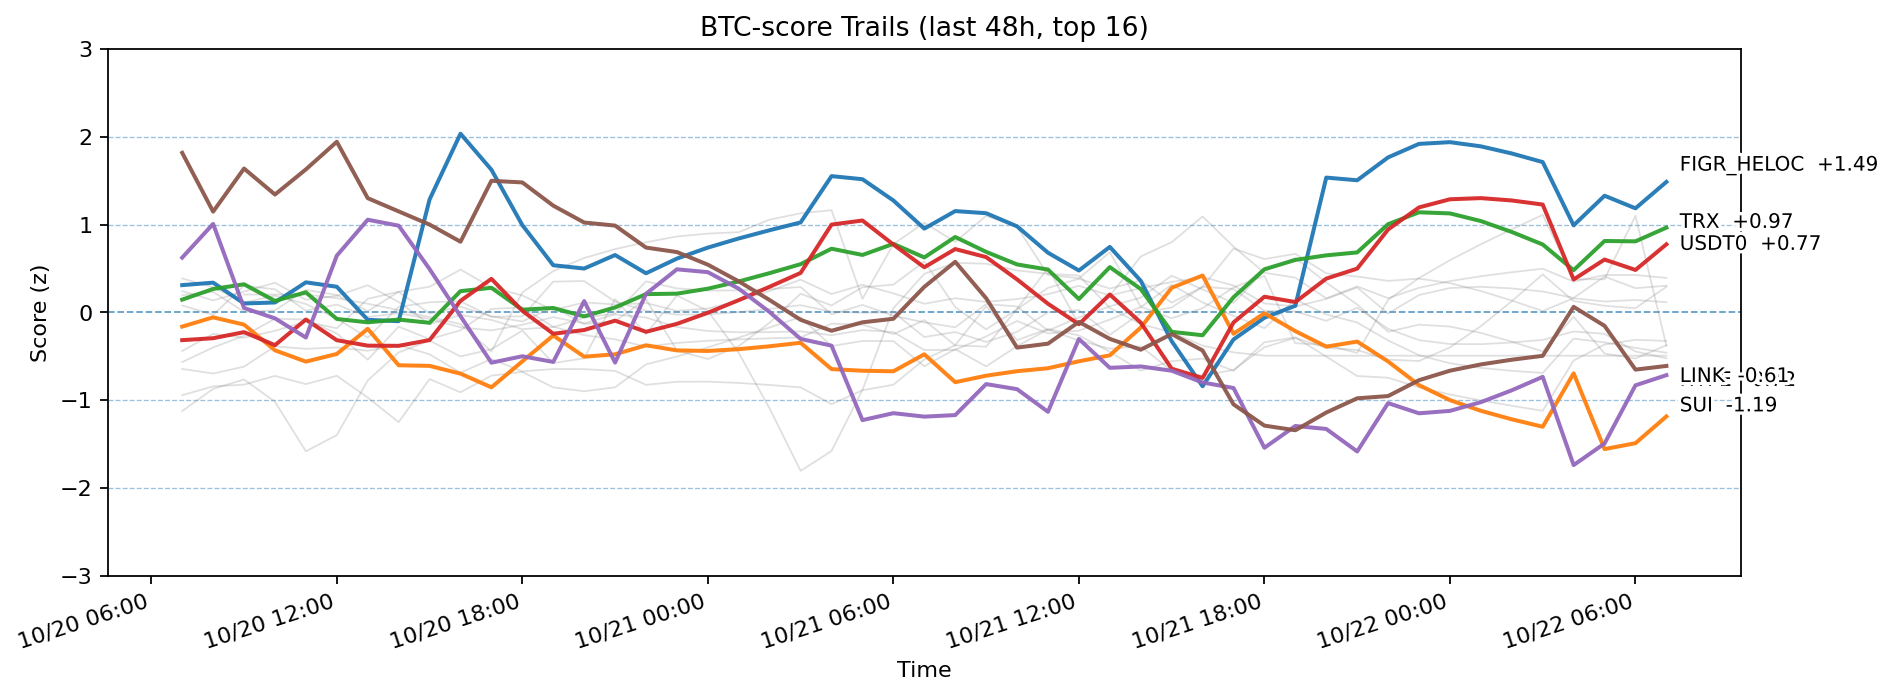 BTC-score Trails (last 48h, top 16)
Score (z)
3
2
1
0
−1
−2
−3
FIGR_HELOC +1.49
TRX +0.97
USDT0 +0.77
LINK -0.61
SUI -1.19
10/20 06:00
10/20 12:00
10/20 18:00
10/21 00:00
10/21 06:00
10/21 12:00
10/21 18:00
10/22 00:00
10/22 06:00
Time